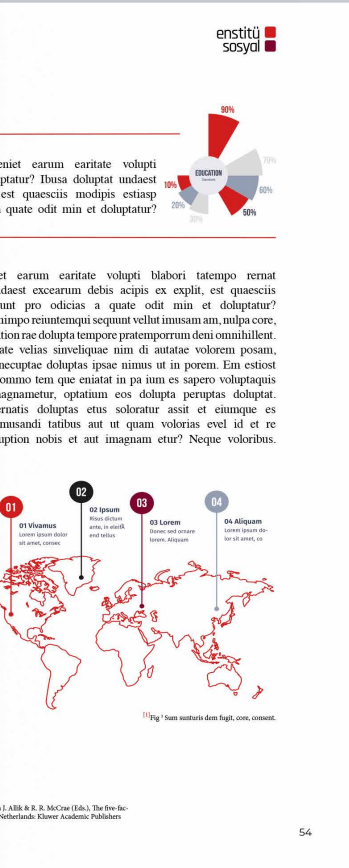 enstitü
sosyal
90%
70%
60%
50%
30%
20%
10%
EDUCATION
eniet earum earitate volupti
ptatur? Ibusa doluptat undaest
est quaesciis modipis estiasp
a quate odit min et doluptatur?
et earum earitate volupti blabori tatempo rernat
ndaest excearum debis acipis ex explit, est quaesciis
unt pro odicias a quate odit min et doluptatur?
nimpo reiuntemqui sequunt vellut imusam am, nulpa core,
ation rae dolupta tempore pratemporrum deni omnihillent.
ate velias sinveliquae nim di autatae volorem posam,
necuptae doluptas ipsae nimus ut in porem. Em estiost
ommo tem que eniatat in pa ium es sapero voluptaquis
agnametur, optatium eos dolupta peruptas doluptat.
ernatis doluptas etus soloratur assit et eiumque es
musandi tatibus aut ut quam volorias evel id et re
uption nobis et aut imagnam etur? Neque voloribus.
01
01 Vivamus
Lorem ipsum dolor
sit amet, consec
02
02 Ipsum
Risus dictum
ante, in eleifA
end tellus
03
03 Lorem
Donec sed ornare
lorem. Aliquam
04
04 Aliquam
Lorem ipsum do-
lor sit amet, co
[1]Fig ¹ Sum sunturis dem fugit, core, consent.
n J. Allik & R. R. McCrae (Eds.), The five-fac-
Netherlands: Kluwer Academic Publishers
54